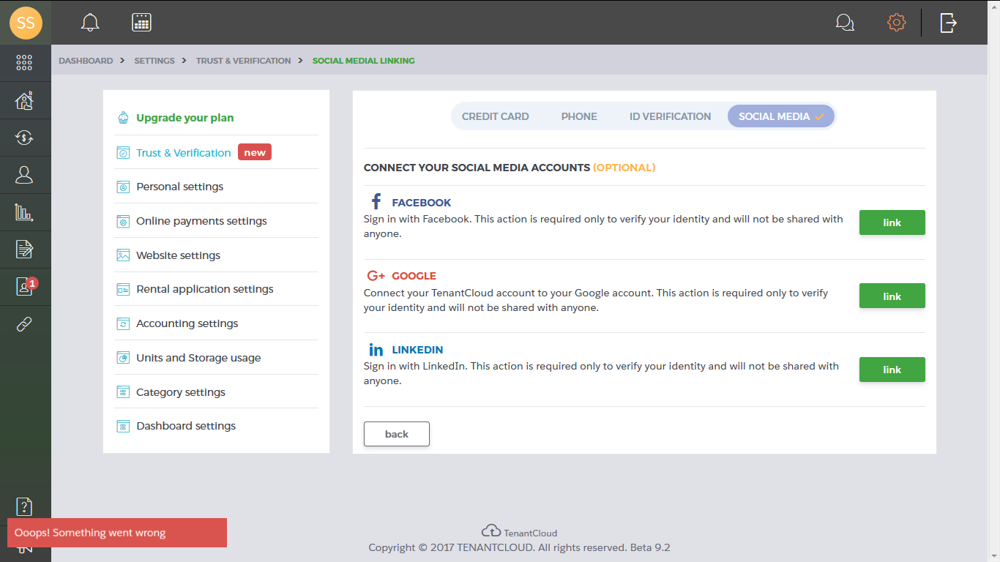 SS
DASHBOARD > SETTINGS > TRUST & VERIFICATION > SOCIAL MEDIAL LINKING
Upgrade your plan
Trust & Verification new
Personal settings
Online payments settings
Website settings
Rental application settings
Accounting settings
Units and Storage usage
Category settings
Dashboard settings
1
CREDIT CARD PHONE ID VERIFICATION SOCIAL MEDIA
CONNECT YOUR SOCIAL MEDIA ACCOUNTS (OPTIONAL)
f FACEBOOK
Sign in with Facebook. This action is required only to verify your identity and will not be shared with
anyone.
link
G+ GOOGLE
Connect your TenantCloud account to your Google account. This action is required only to verify
your identity and will not be shared with anyone.
link
in LINKEDIN
Sign in with LinkedIn. This action is required only to verify your identity and will not be shared with
anyone.
link
back
?
Ooops! Something went wrong
TenantCloud
Copyright © 2017 TENANTCLOUD. All rights reserved. Beta 9.2